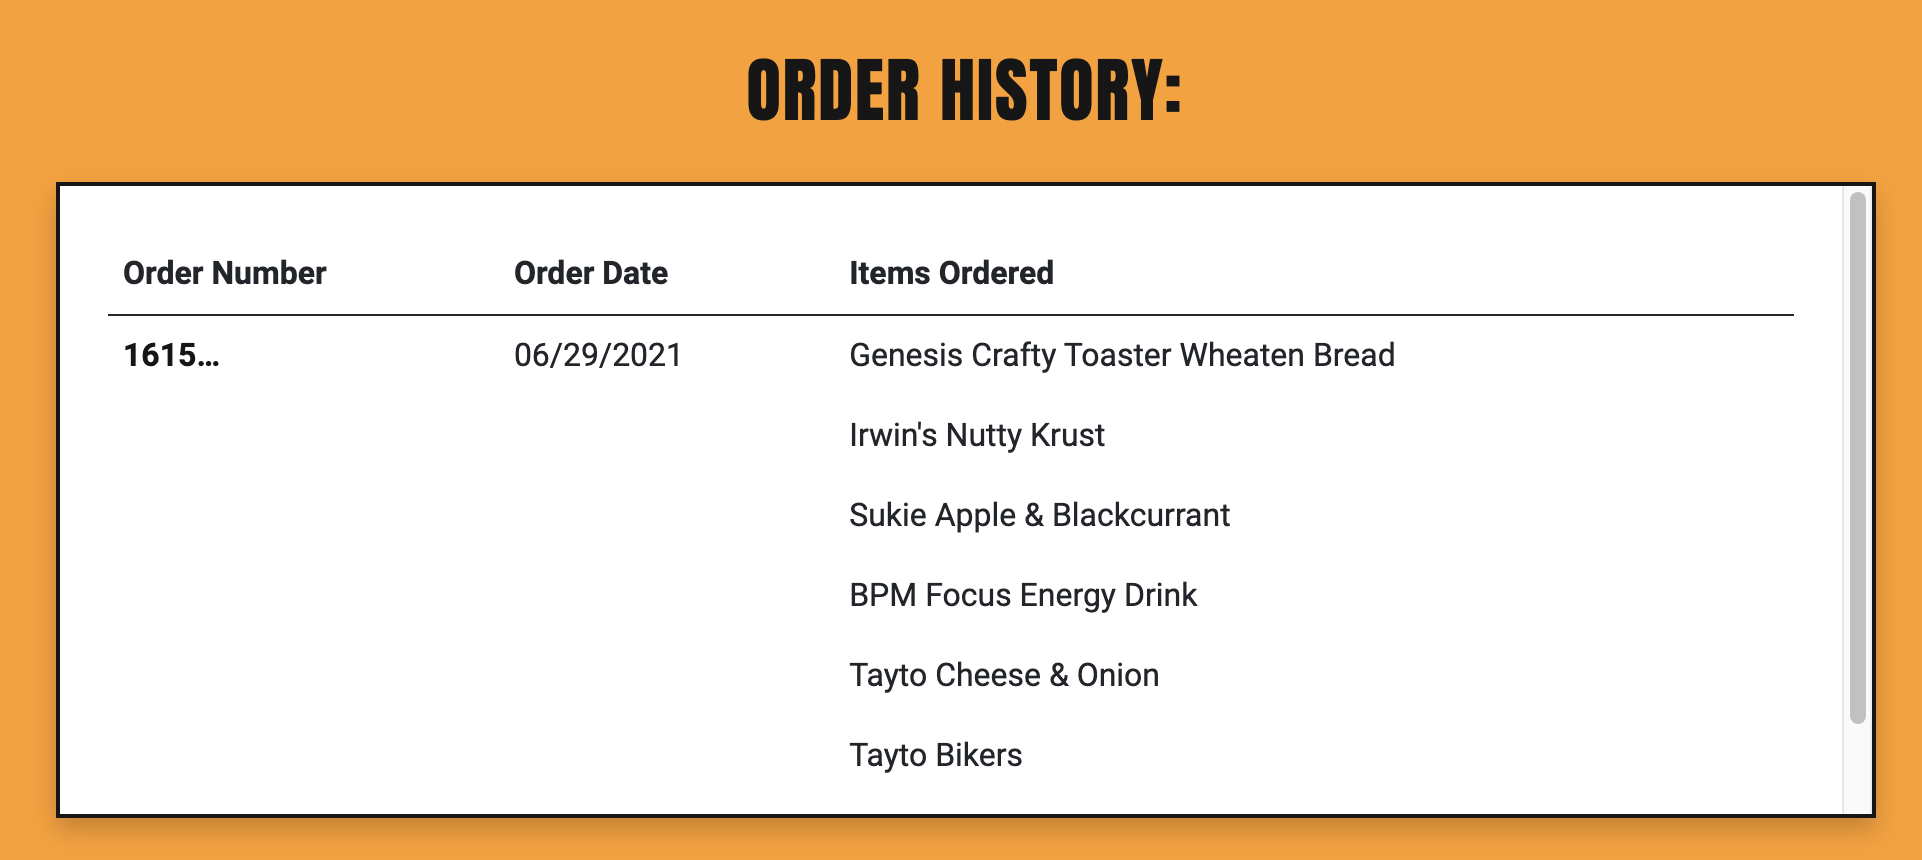 ORDER HISTORY:
Order Number Order Date Items Ordered
1615... 06/29/2021 Genesis Crafty Toaster Wheaten Bread
Irwin's Nutty Krust
Sukie Apple & Blackcurrant
BPM Focus Energy Drink
Tayto Cheese & Onion
Tayto Bikers